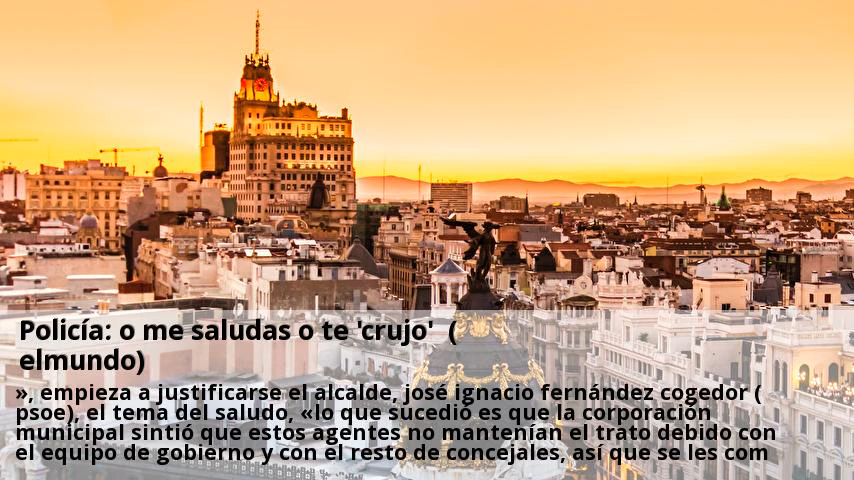 Policía: o me saludas o te 'crujo' (
elmundo)
», empieza a justificarse el alcalde, josé ignacio fernández cogedor (
psoe), el tema del saludo, «lo que sucedió es que la corporación
municipal sintió que estos agentes no mantenían el trato debido con
el equipo de gobierno y con el resto de concejales, así que se les com